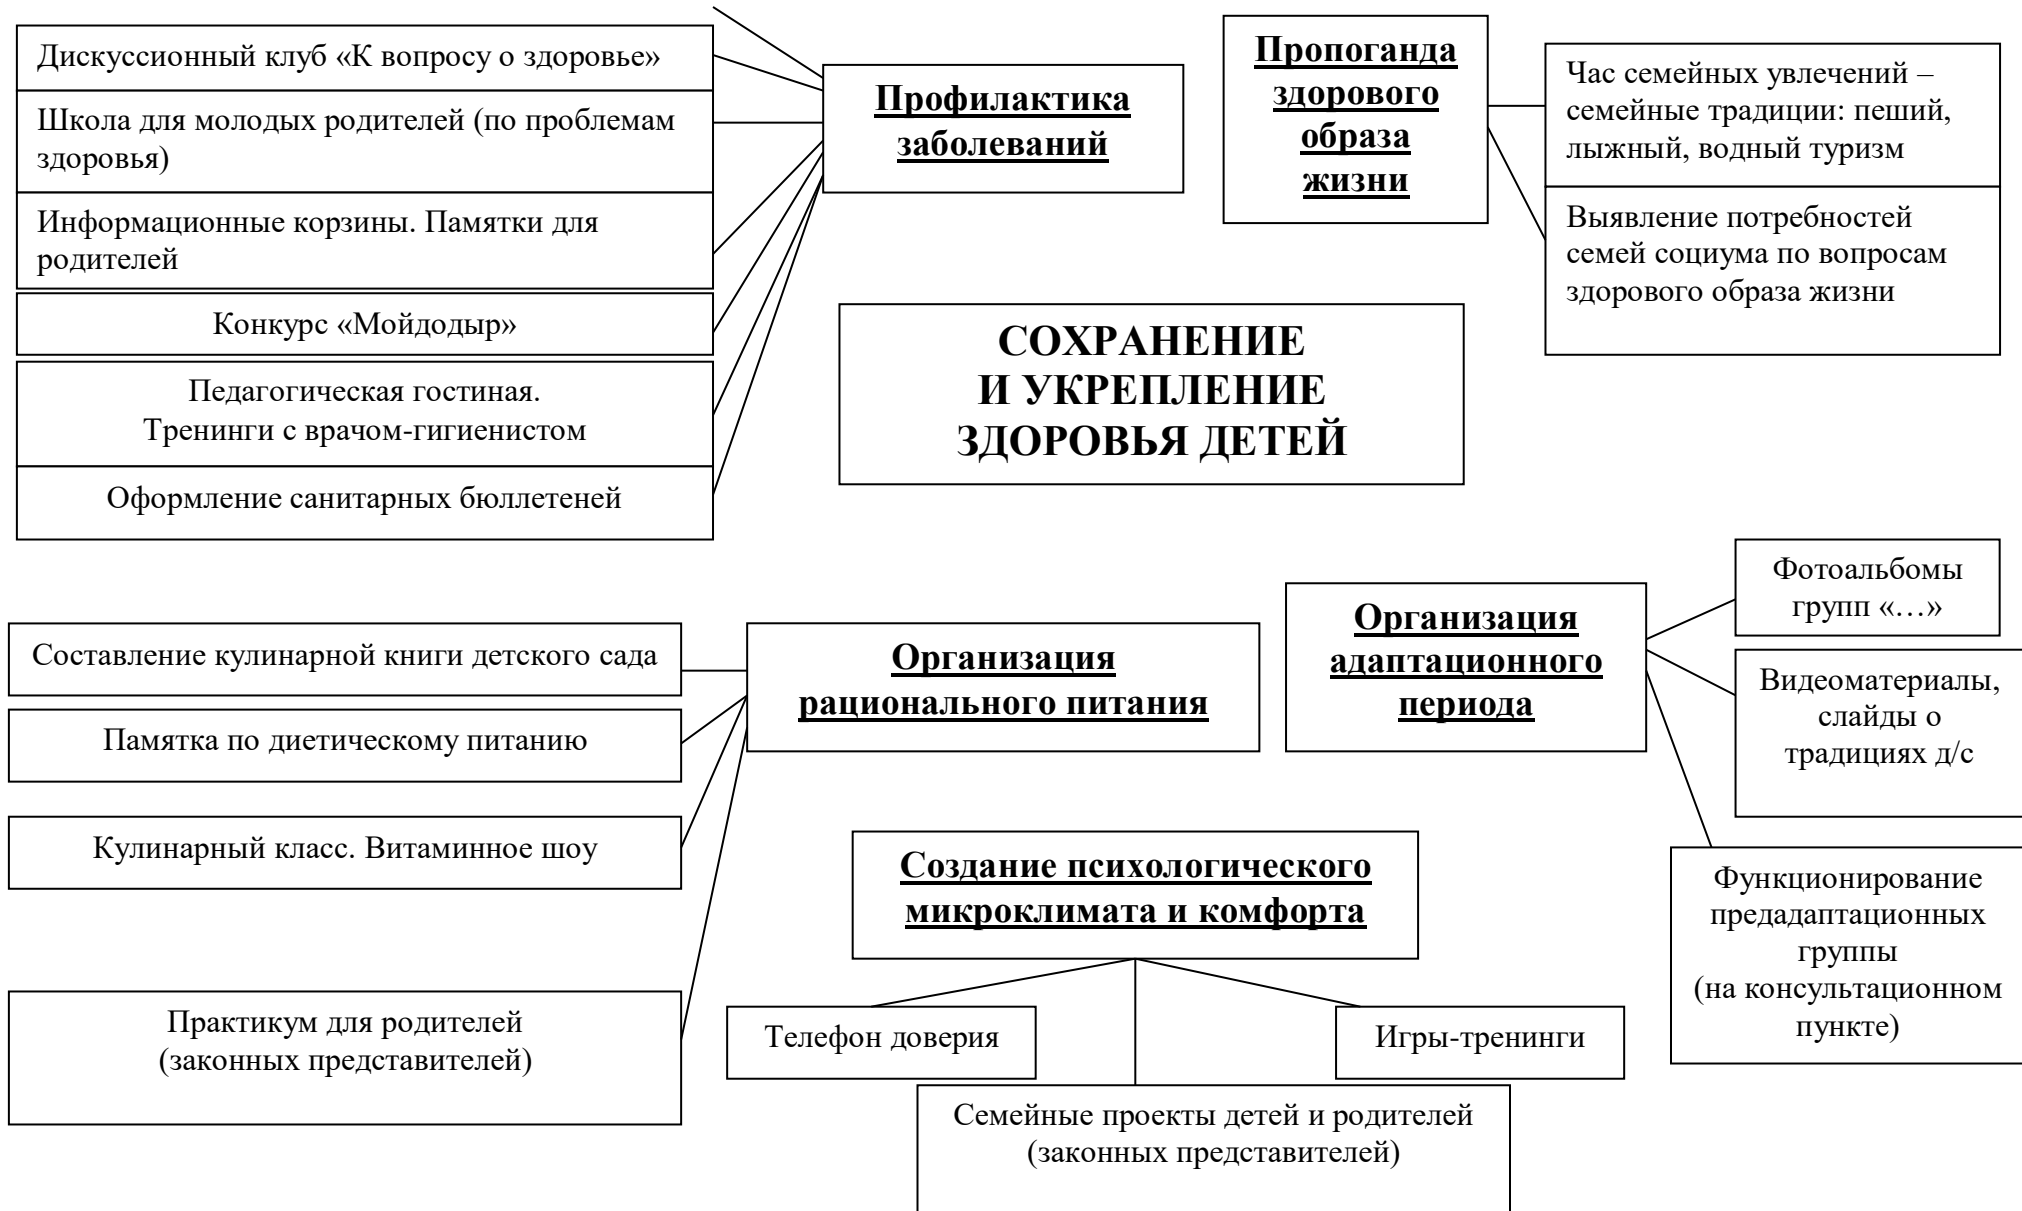 Дискуссионный клуб «К вопросу о здоровье»
Школа для молодых родителей (по проблемам
здоровья)
Информационные корзины. Памятки для
родителей
Конкурс «Мойдодыр»
Педагогическая гостиная.
Тренинги с врачом-гигиенистом
Оформление санитарных бюллетеней
Профилактика
заболеваний
Пропоганда
здорового
образа
жизни
Час семейных увлечений –
семейные традиции: пеший,
лыжный, водный туризм
Выявление потребностей
семей социума по вопросам
здорового образа жизни
СОХРАНЕНИЕ
И УКРЕПЛЕНИЕ
ЗДОРОВЬЯ ДЕТЕЙ
Составление кулинарной книги детского сада
Памятка по диетическому питанию
Кулинарный класс. Витаминное шоу
Практикум для родителей
(законных представителей)
Организация
рационального питания
Организация
адаптационного
периода
Фотоальбомы
групп «…»
Видеоматериалы,
слайды о
традициях д/с
Функционирование
предадаптационных
группы
(на консультационном
пункте)
Создание психологического
микроклимата и комфорта
Телефон доверия
Игры-тренинги
Семейные проекты детей и родителей
(законных представителей)